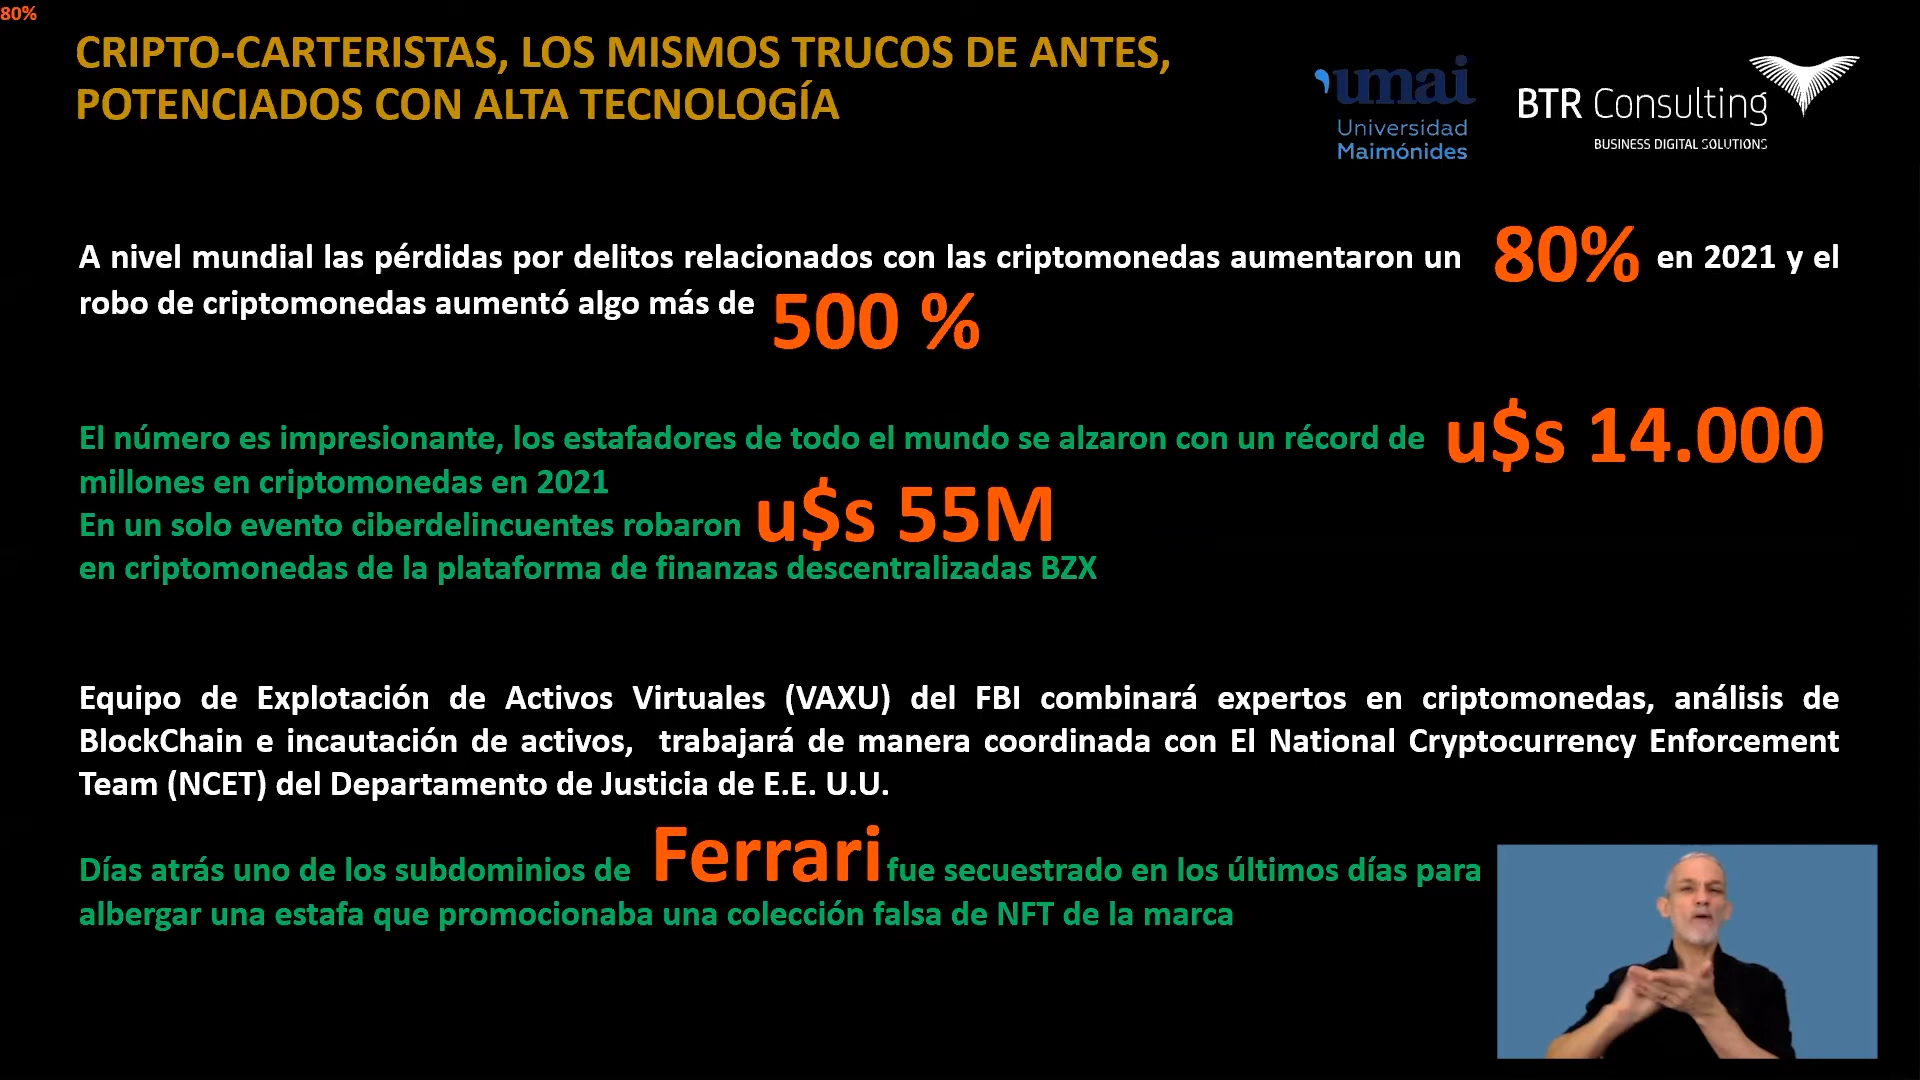 80%
CRIPTO-CARTERISTAS, LOS MISMOS TRUCOS DE ANTES,
POTENCIADOS CON ALTA TECNOLOGÍA
umai
Universidad
Maimónides
BTR Consulting
BUSINESS DIGITAL SOLUTIONS
A nivel mundial las pérdidas por delitos relacionados con las criptomonedas aumentaron un 80% en 2021 y el
robo de criptomonedas aumentó algo más de 500 %
El número es impresionante, los estafadores de todo el mundo se alzaron con un récord de u$s 14.000
millones en criptomonedas en 2021
En un solo evento ciberdelincuentes robaron u$s 55M
en criptomonedas de la plataforma de finanzas descentralizadas BZX
Equipo de Explotación de Activos Virtuales (VAXU) del FBI combinará expertos en criptomonedas, análisis de
BlockChain e incautación de activos, trabajará de manera coordinada con El National Cryptocurrency Enforcement
Team (NCET) del Departamento de Justicia de E.E. U.U.
Días atrás uno de los subdominios de Ferrari fue secuestrado en los últimos días para
albergar una estafa que promocionaba una colección falsa de NFT de la marca